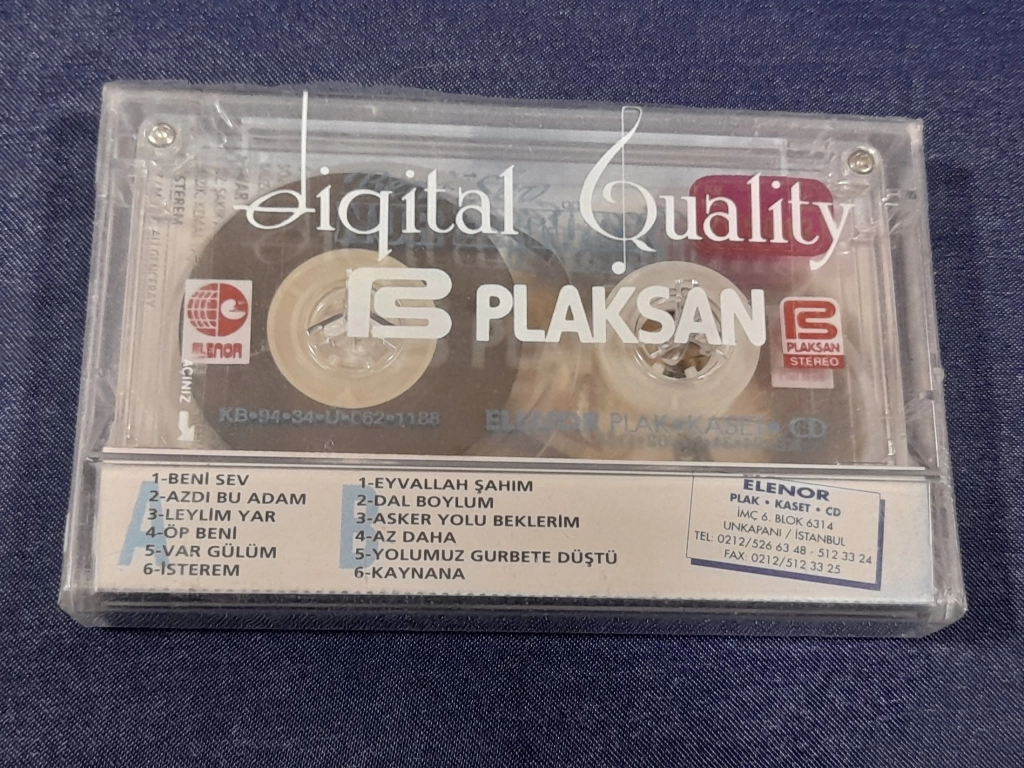 digital Quality
PLAKSAN
ELENOR
PLAKSAN
STEREO
AÇINIZ
KB•94•34•U•062•1188
ELENOR PLAK•KASET•CD
A
1-BENİ SEV
2-AZDI BU ADAM
3-LEYLİM YAR
4-ÖP BENİ
5-VAR GÜLÜM
6-İSTEREM
B
1-EYVALLAH ŞAHIM
2-DAL BOYLUM
3-ASKER YOLU BEKLERİM
4-AZ DAHA
5-YOLUMUZ GURBETE DÜŞTÜ
6-KAYNANA
ELENOR
PLAK • KASET • CD
İMÇ 6. BLOK 6314
UNKAPANI / İSTANBUL
TEL: 0212/526 63 48 - 512 33 24
FAX: 0212/512 33 25